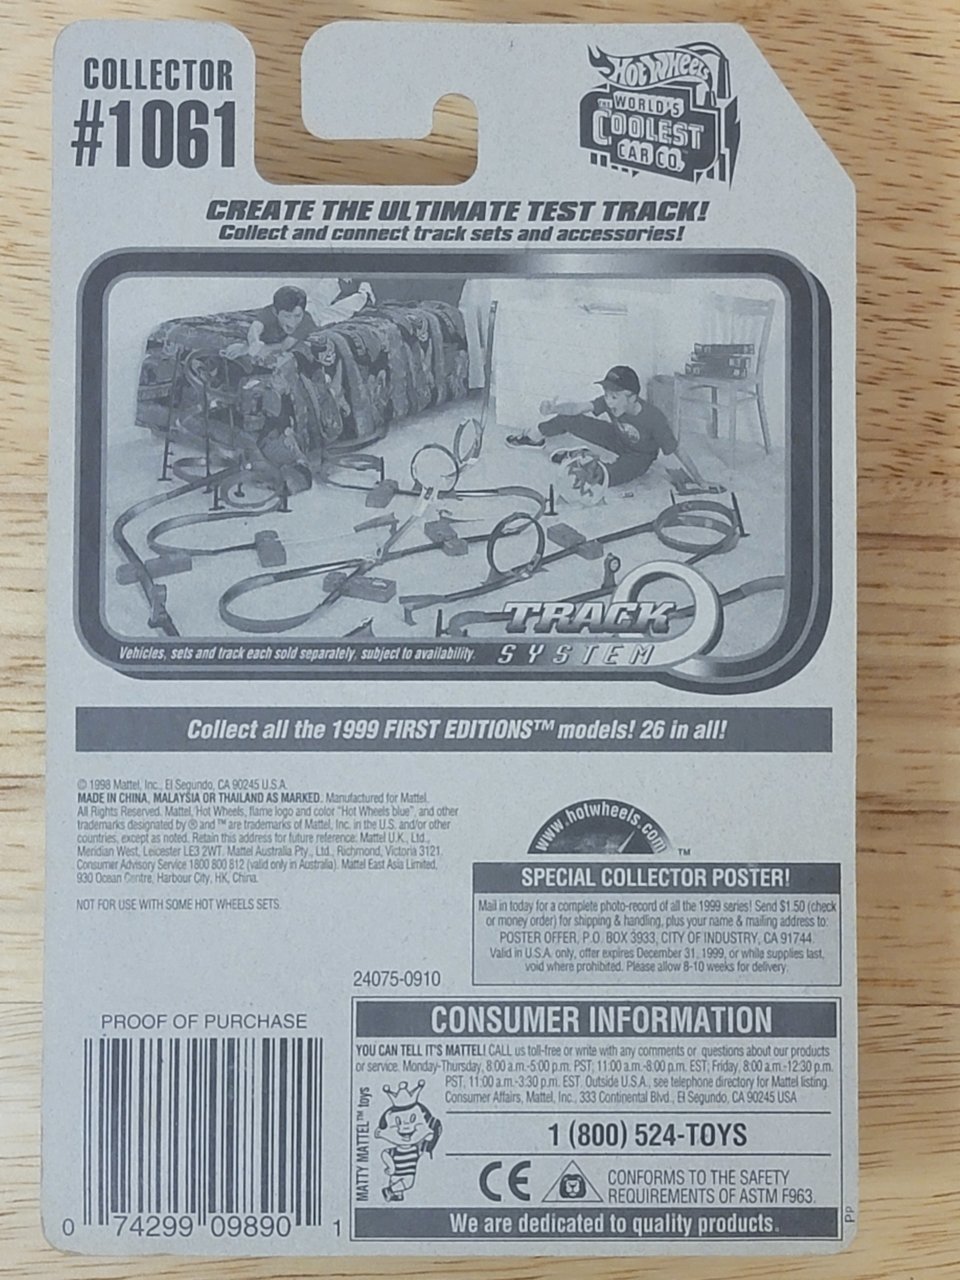 COLLECTOR
#1061
Hot Wheels
THE WORLD'S
COOLEST
CAR CO.™
CREATE THE ULTIMATE TEST TRACK!
Collect and connect track sets and accessories!
TRACK
SYSTEM
Vehicles, sets and track each sold separately, subject to availability.
Collect all the 1999 FIRST EDITIONS™ models! 26 in all!
© 1998 Mattel, Inc., El Segundo, CA 90245 U.S.A.
MADE IN CHINA, MALAYSIA OR THAILAND AS MARKED. Manufactured for Mattel.
All Rights Reserved. Mattel, Hot Wheels, flame logo and color "Hot Wheels blue", and other
trademarks designated by ® and ™ are trademarks of Mattel, Inc. in the U.S. and/or other
countries, except as noted. Retain this address for future reference: Mattel U.K., Ltd.,
Meridian West, Leicester LE3 2WT. Mattel Australia Pty., Ltd., Richmond, Victoria 3121.
Consumer Advisory Service 1800 800 812 (valid only in Australia). Mattel East Asia Limited,
930 Ocean Centre, Harbour City, HK, China.
NOT FOR USE WITH SOME HOT WHEELS SETS.
www.hotwheels.com
™
SPECIAL COLLECTOR POSTER!
Mail in today for a complete photo-record of all the 1999 series! Send $1.50 (check
or money order) for shipping & handling, plus your name & mailing address to:
POSTER OFFER, P.O. BOX 3933, CITY OF INDUSTRY, CA 91744.
Valid in U.S.A. only, offer expires December 31, 1999, or while supplies last,
void where prohibited. Please allow 8-10 weeks for delivery.
24075-0910
PROOF OF PURCHASE
0 74299 09890 1
CONSUMER INFORMATION
YOU CAN TELL IT'S MATTEL! CALL us toll-free or write with any comments or questions about our products
or service. Monday-Thursday, 8:00 a.m.-5:00 p.m. PST; 11:00 a.m.-8:00 p.m. EST; Friday, 8:00 a.m.-12:30 p.m.
PST, 11:00 a.m.-3:30 p.m. EST. Outside U.S.A., see telephone directory for Mattel listing.
Consumer Affairs, Mattel, Inc., 333 Continental Blvd., El Segundo, CA 90245 USA
MATTY MATTEL™ toys
1 (800) 524-TOYS
CE
CONFORMS TO THE SAFETY
REQUIREMENTS OF ASTM F963.
We are dedicated to quality products.
PP